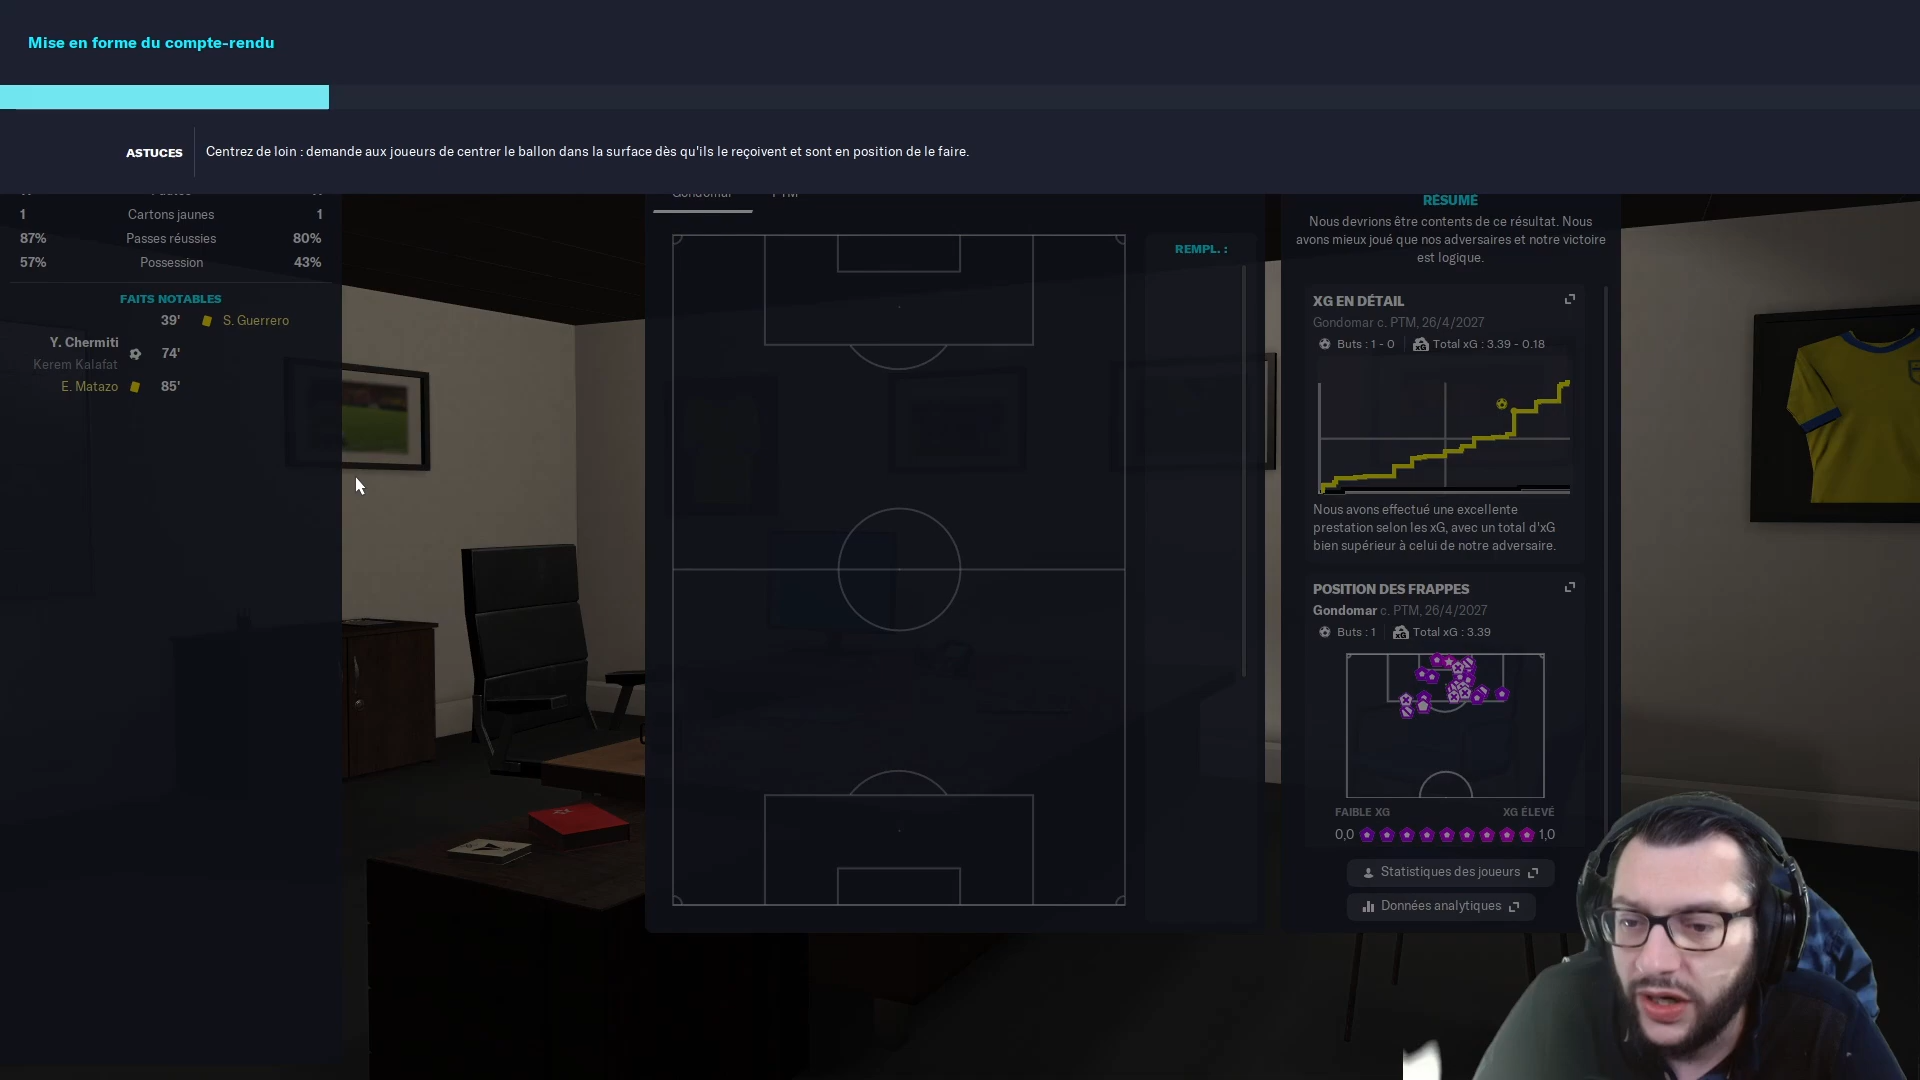 Mise en forme du compte-rendu
ASTUCES
Centrez de loin : demande aux joueurs de centrer le ballon dans la surface dès qu'ils le reçoivent et sont en position de le faire.
Gondomar PTM
1 Cartons jaunes 1
87% Passes réussies 80%
57% Possession 43%
FAITS NOTABLES
39' S. Guerrero
Y. Chermiti
Kerem Kalafat
74'
E. Matazo 85'
REMPL. :
RÉSUMÉ
Nous devrions être contents de ce résultat. Nous
avons mieux joué que nos adversaires et notre victoire
est logique.
XG EN DÉTAIL
Gondomar c. PTM, 26/4/2027
Buts : 1 - 0 Total xG : 3.39 - 0.18
Nous avons effectué une excellente
prestation selon les xG, avec un total d'xG
bien supérieur à celui de notre adversaire.
POSITION DES FRAPPES
Gondomar c. PTM, 26/4/2027
Buts : 1 Total xG : 3.39
FAIBLE XG XG ÉLEVÉ
0,0 1,0
Statistiques des joueurs
Données analytiques